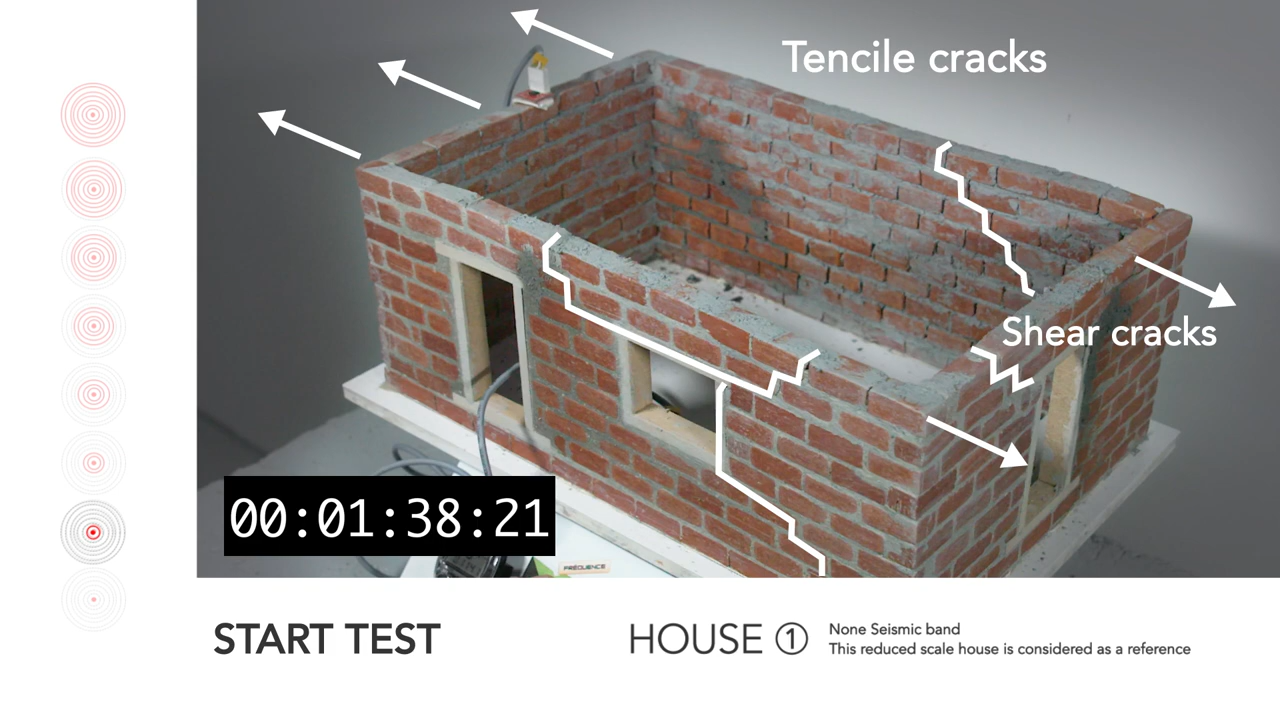 Tencile cracks
Shear cracks
00:01:38:21
FRÉQUENCE
START TEST
HOUSE ①
None Seismic band
This reduced scale house is considered as a reference